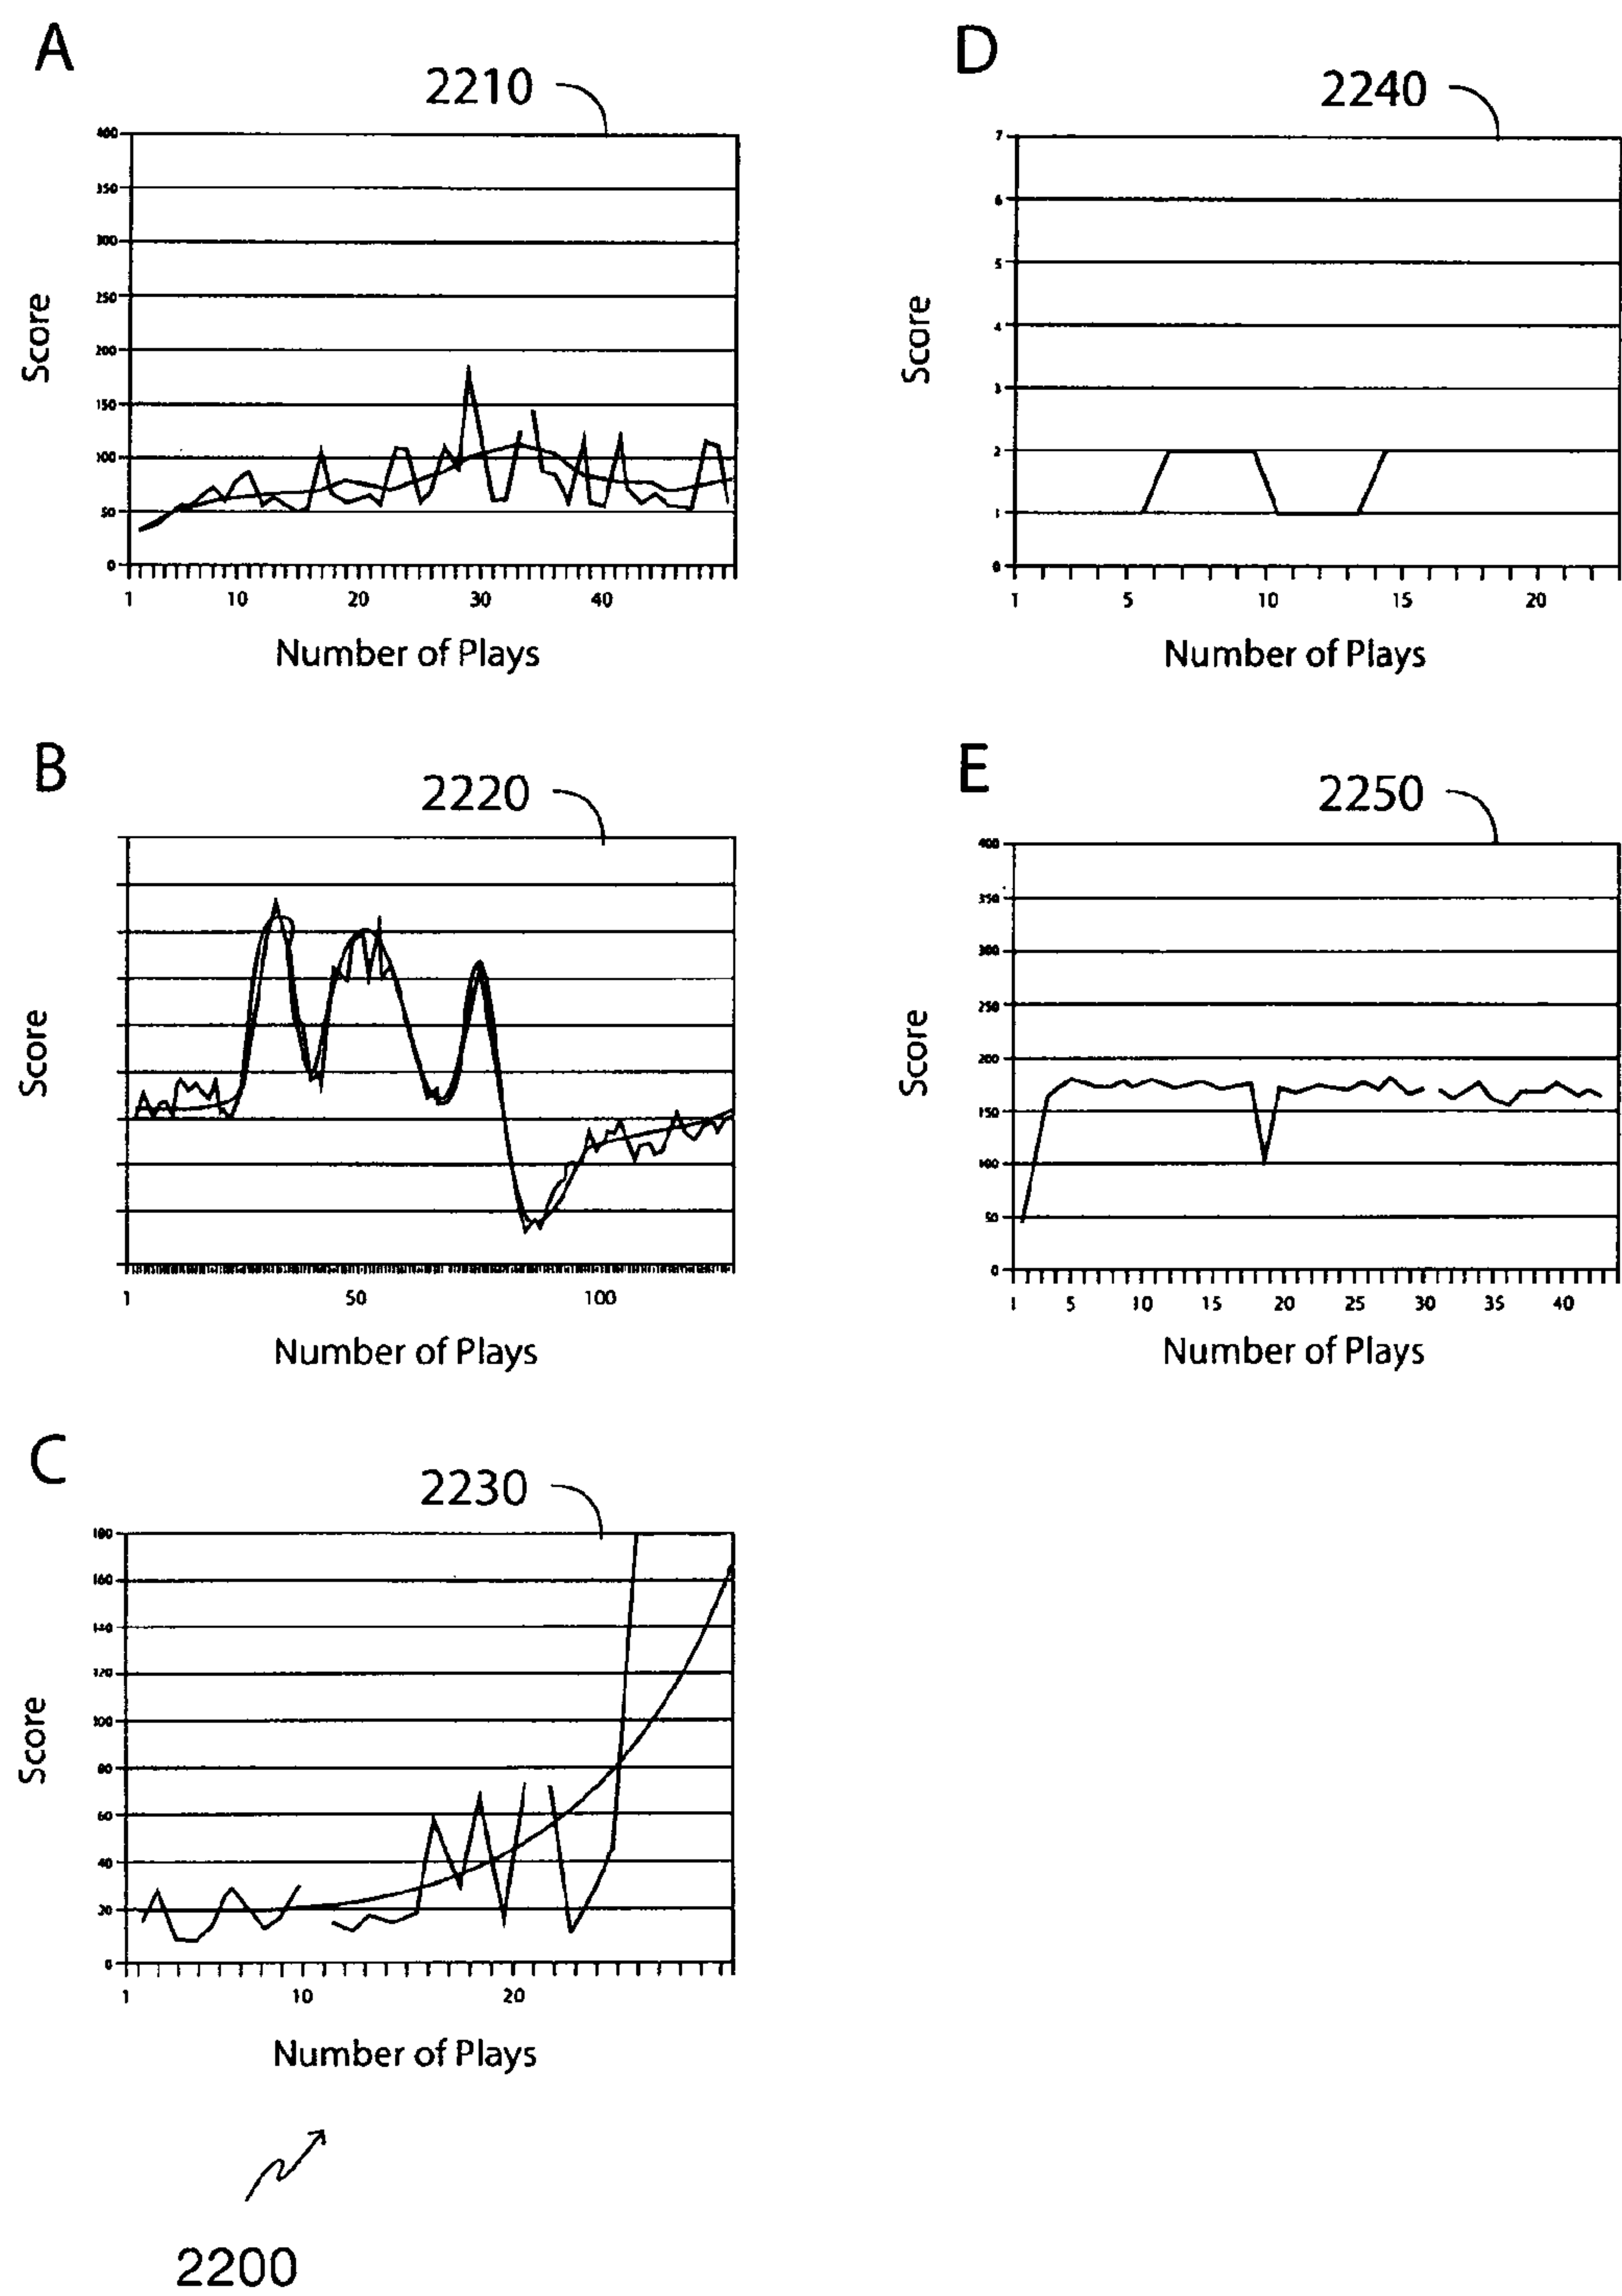 A
2210
400
350
300
250
200
150
100
50
0
Score
1 10 20 30 40
Number of Plays
B
2220
Score
1 50 100
Number of Plays
C
2230
180
160
140
120
100
80
60
40
20
0
Score
1 10 20
Number of Plays
2200
D
2240
7
6
5
4
3
2
1
0
Score
1 5 10 15 20
Number of Plays
E
2250
400
350
300
250
200
150
100
50
0
Score
1 5 10 15 20 25 30 35 40
Number of Plays